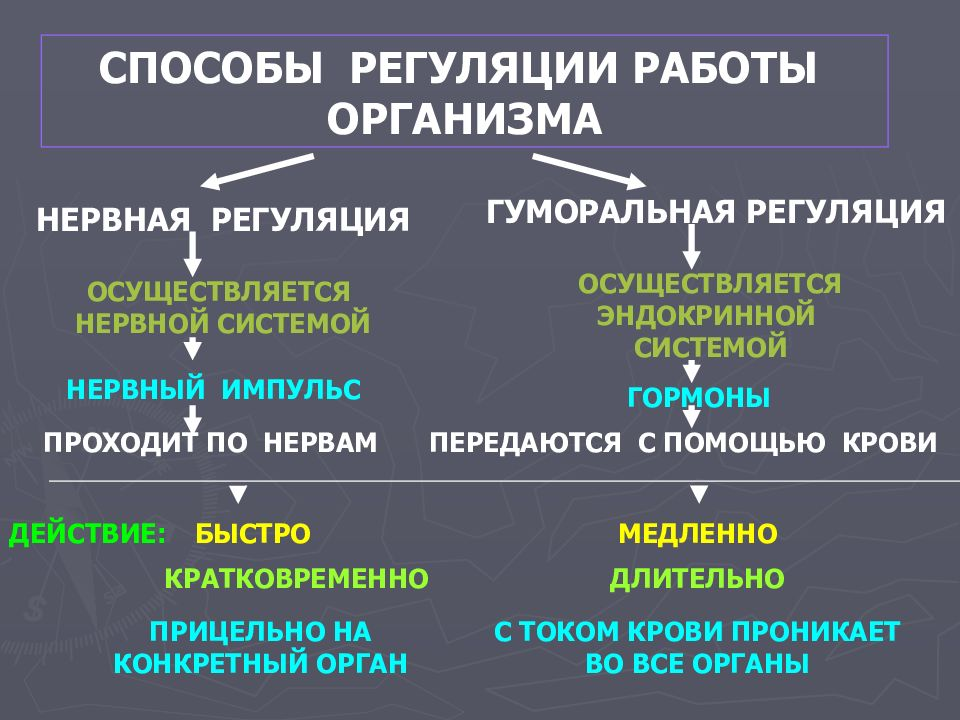 СПОСОБЫ РЕГУЛЯЦИИ РАБОТЫ
ОРГАНИЗМА
НЕРВНАЯ РЕГУЛЯЦИЯ
ОСУЩЕСТВЛЯЕТСЯ
НЕРВНОЙ СИСТЕМОЙ
НЕРВНЫЙ ИМПУЛЬС
ПРОХОДИТ ПО НЕРВАМ
ГУМОРАЛЬНАЯ РЕГУЛЯЦИЯ
ОСУЩЕСТВЛЯЕТСЯ
ЭНДОКРИННОЙ
СИСТЕМОЙ
ГОРМОНЫ
ПЕРЕДАЮТСЯ С ПОМОЩЬЮ КРОВИ
ДЕЙСТВИЕ: БЫСТРО
КРАТКОВРЕМЕННО
ПРИЦЕЛЬНО НА
КОНКРЕТНЫЙ ОРГАН
МЕДЛЕННО
ДЛИТЕЛЬНО
С ТОКОМ КРОВИ ПРОНИКАЕТ
ВО ВСЕ ОРГАНЫ